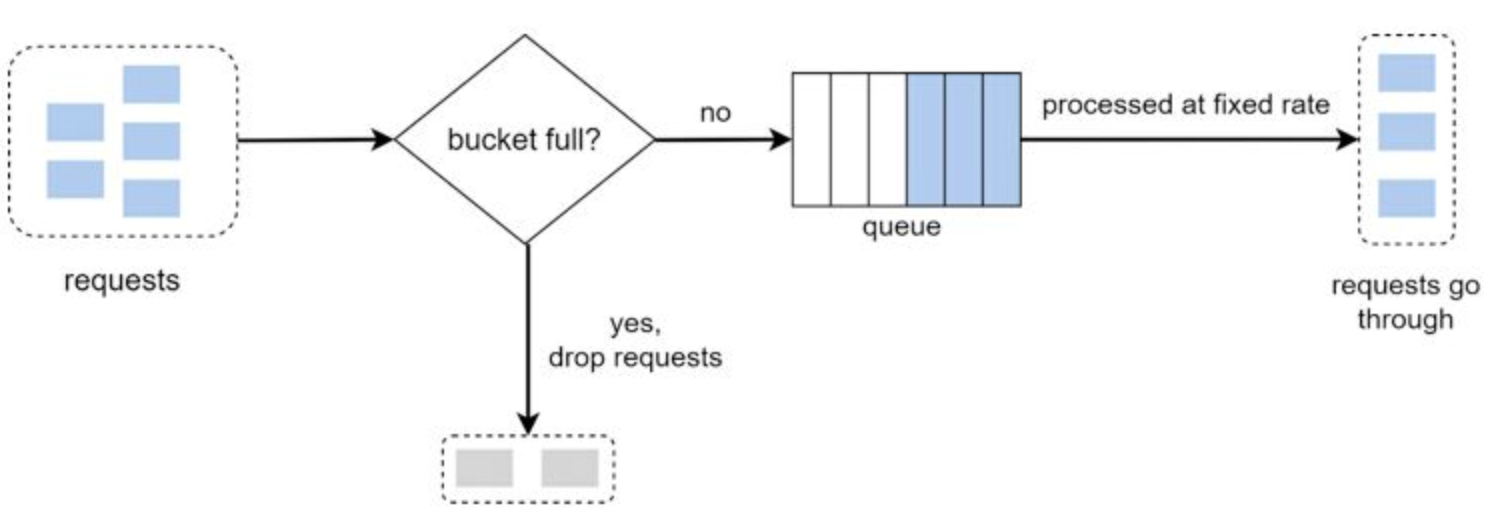 requests
bucket full?
no
queue
processed at fixed rate
requests go
through
yes,
drop requests